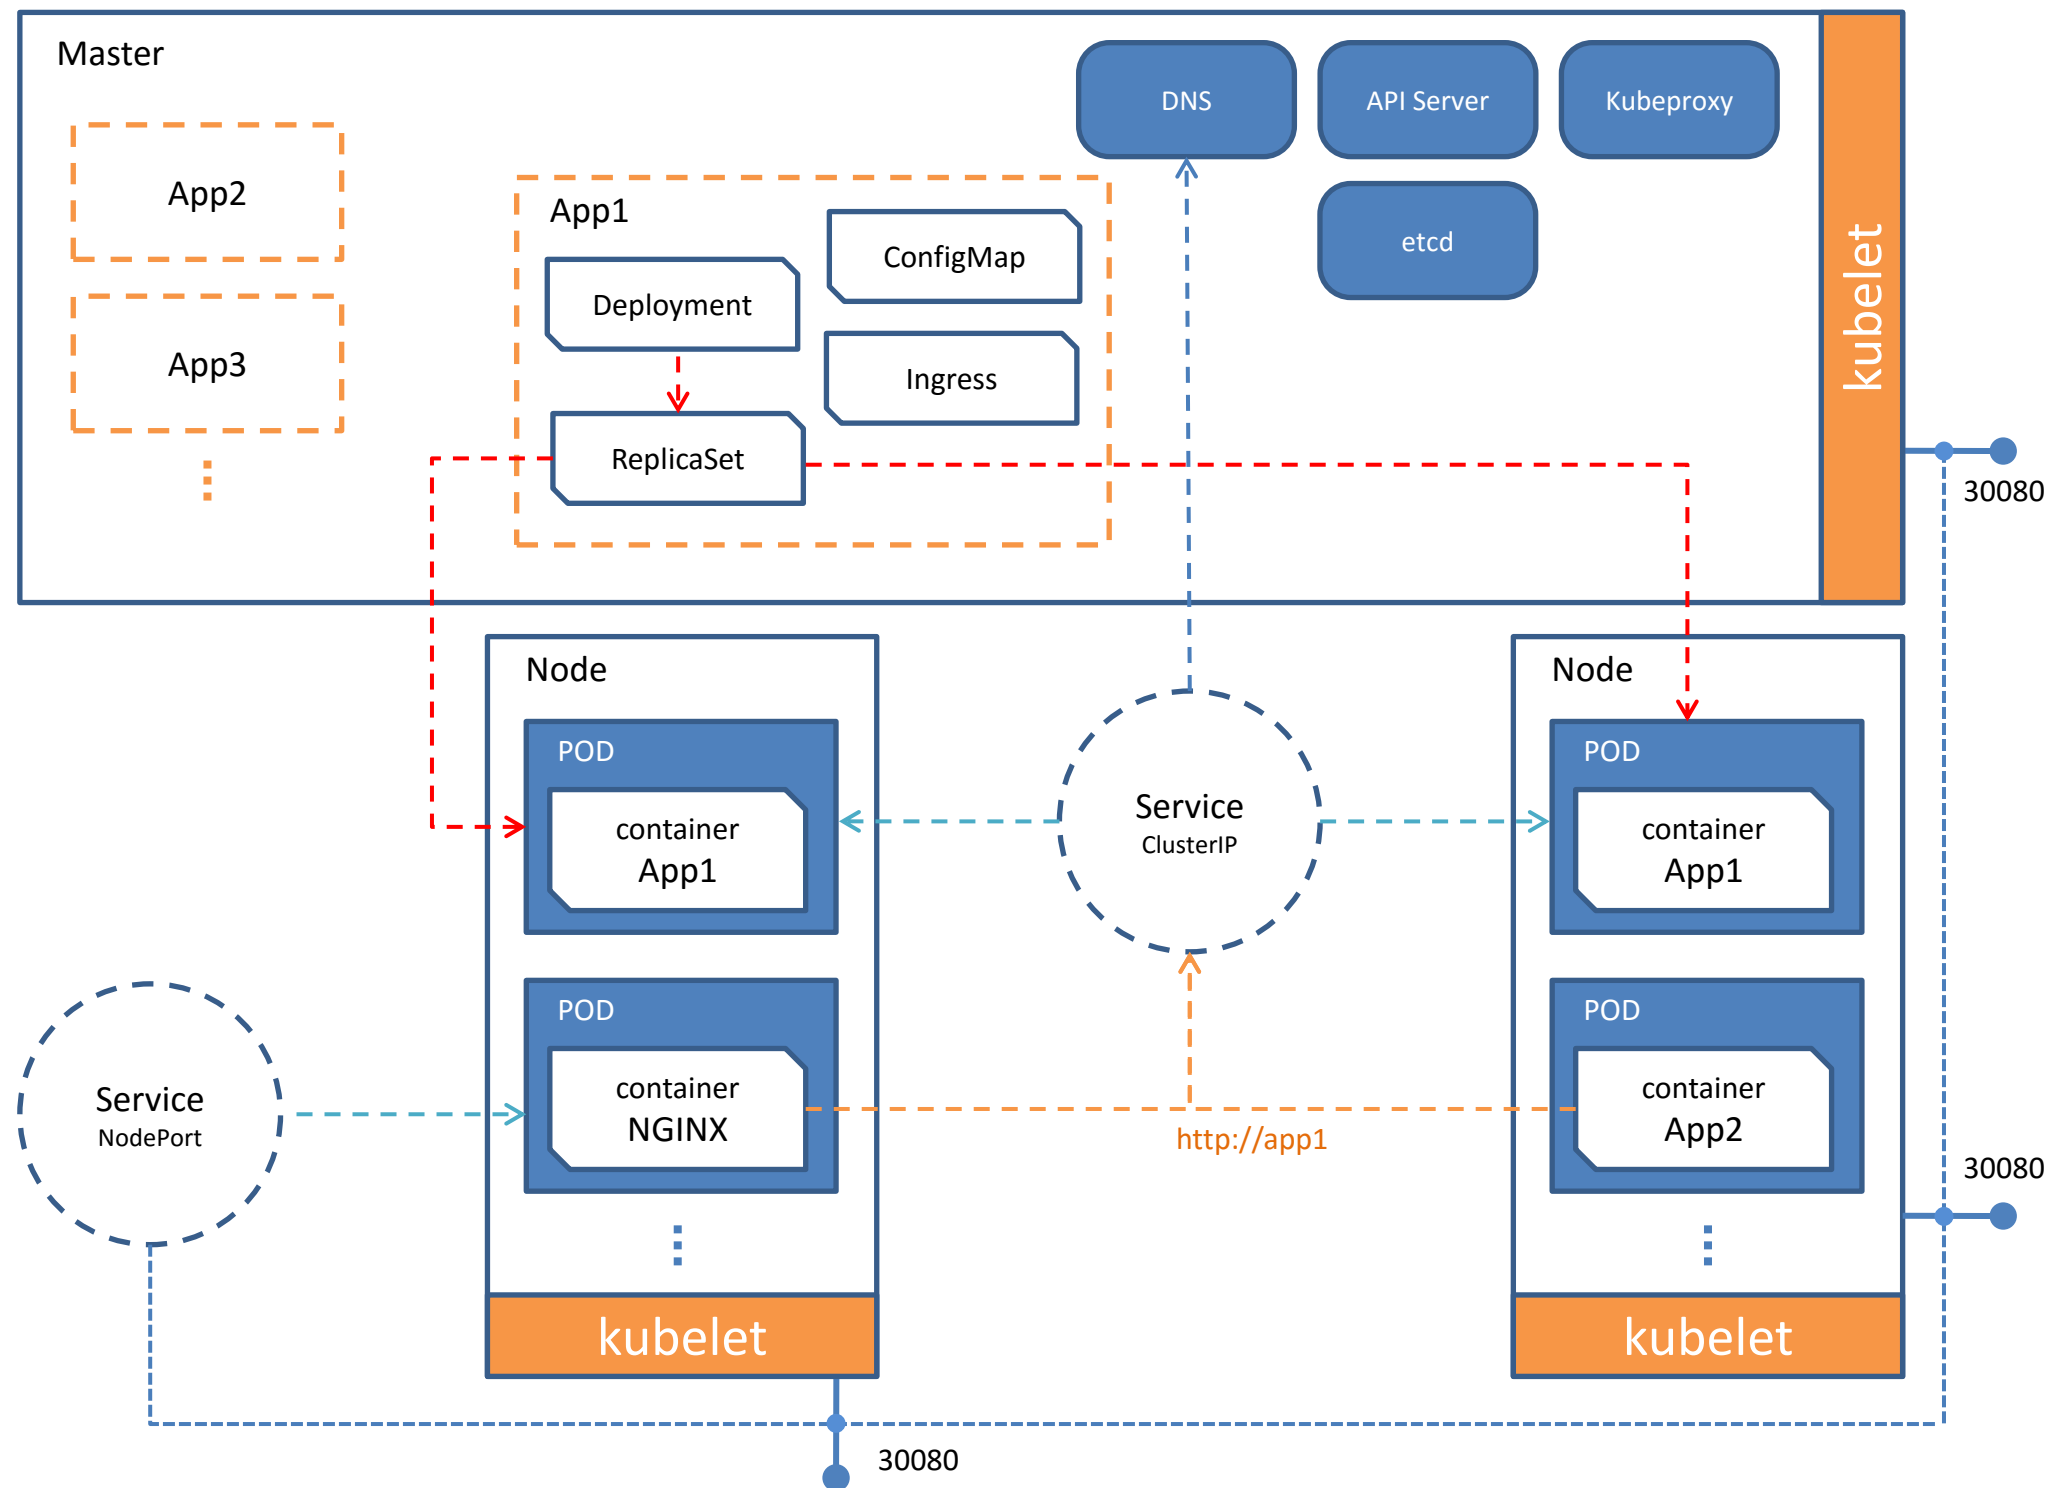 Master
DNS
API Server
Kubeproxy
etcd
kubelet
App2
App3
App1
Deployment
ConfigMap
Ingress
ReplicaSet
30080
Node
POD
container
App1
POD
container
NGINX
kubelet
Service
ClusterIP
http://app1
Node
POD
container
App1
POD
container
App2
kubelet
30080
Service
NodePort
30080